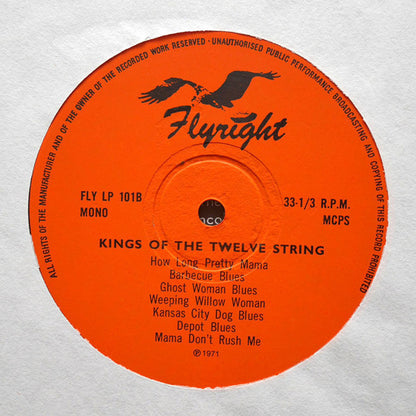 ALL RIGHTS OF THE MANUFACTURER AND OF THE OWNER OF THE RECORDED WORK RESERVED - UNAUTHORISED PUBLIC PERFORMANCE BROADCASTING AND COPYING OF THIS RECORD PROHIBITED
Flyright
FLY LP 101B
MONO
33-1/3 R.P.M.
MCPS
KINGS OF THE TWELVE STRING
How Long Pretty Mama
Barbecue Blues
Ghost Woman Blues
Weeping Willow Woman
Kansas City Dog Blues
Depot Blues
Mama Don't Rush Me
℗ 1971